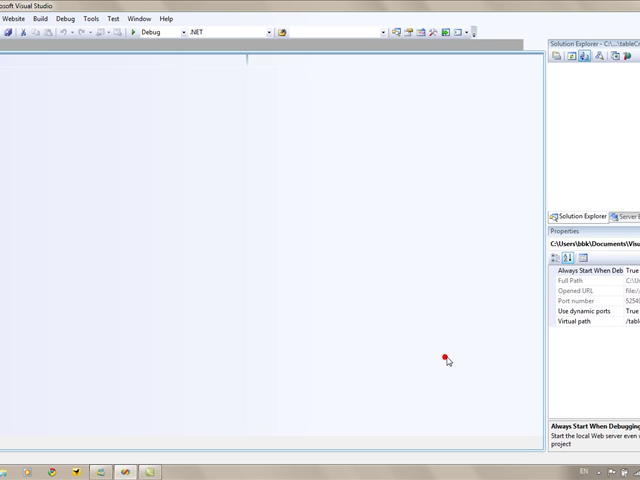 osoft Visual Studio
Website Build Debug Tools Test Window Help
Debug .NET
Solution Explorer - C:\...\tableCr
Solution Explorer Server E
Properties
C:\Users\bbk\Documents\Visu
Always Start When Deb True
Full Path C:\U
Opened URL file://
Port number 52549
Use dynamic ports True
Virtual path /tabl
Always Start When Debugging
Start the local Web server even
project
EN